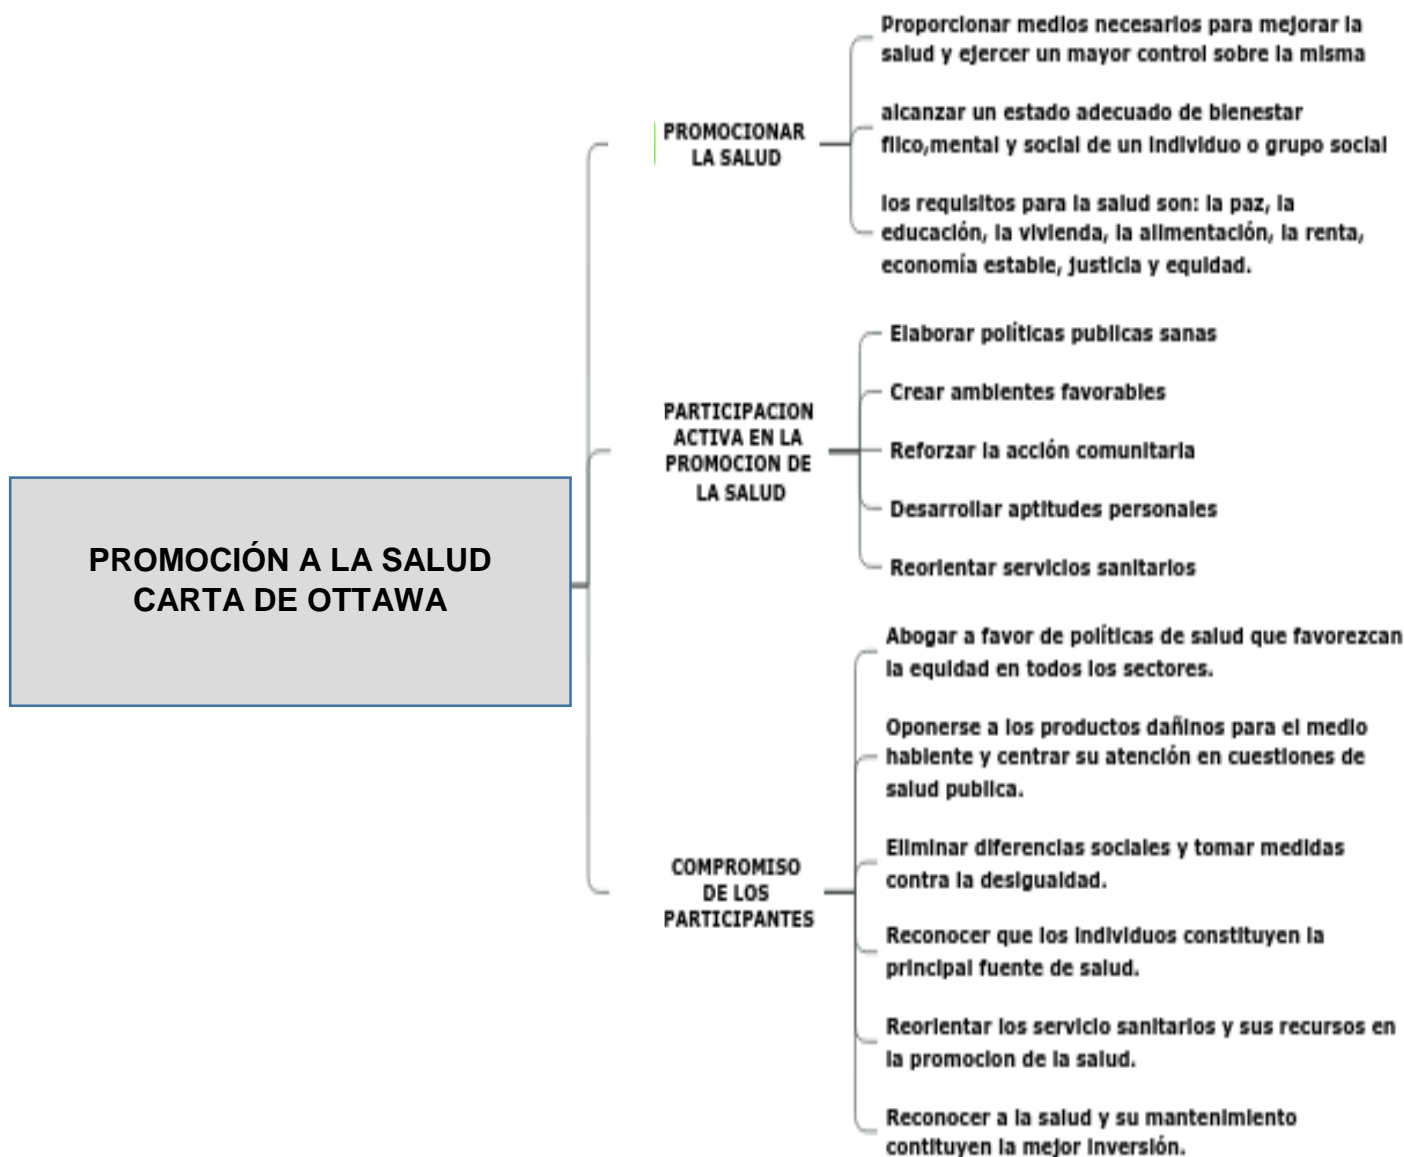 PROMOCIÓN A LA SALUD
CARTA DE OTTAWA
PROMOCIONAR
LA SALUD
Proporcionar medios necesarios para mejorar la
salud y ejercer un mayor control sobre la misma
alcanzar un estado adecuado de bienestar
fiico,mental y social de un individuo o grupo social
los requisitos para la salud son: la paz, la
educación, la vivienda, la alimentación, la renta,
economía estable, justicia y equidad.
PARTICIPACION
ACTIVA EN LA
PROMOCION DE
LA SALUD
Elaborar políticas publicas sanas
Crear ambientes favorables
Reforzar la acción comunitaria
Desarrollar aptitudes personales
Reorientar servicios sanitarios
COMPROMISO
DE LOS
PARTICIPANTES
Abogar a favor de políticas de salud que favorezcan
la equidad en todos los sectores.
Oponerse a los productos dañinos para el medio
habiente y centrar su atención en cuestiones de
salud publica.
Eliminar diferencias sociales y tomar medidas
contra la desigualdad.
Reconocer que los individuos constituyen la
principal fuente de salud.
Reorientar los servicio sanitarios y sus recursos en
la promocion de la salud.
Reconocer a la salud y su mantenimiento
contituyen la mejor inversión.